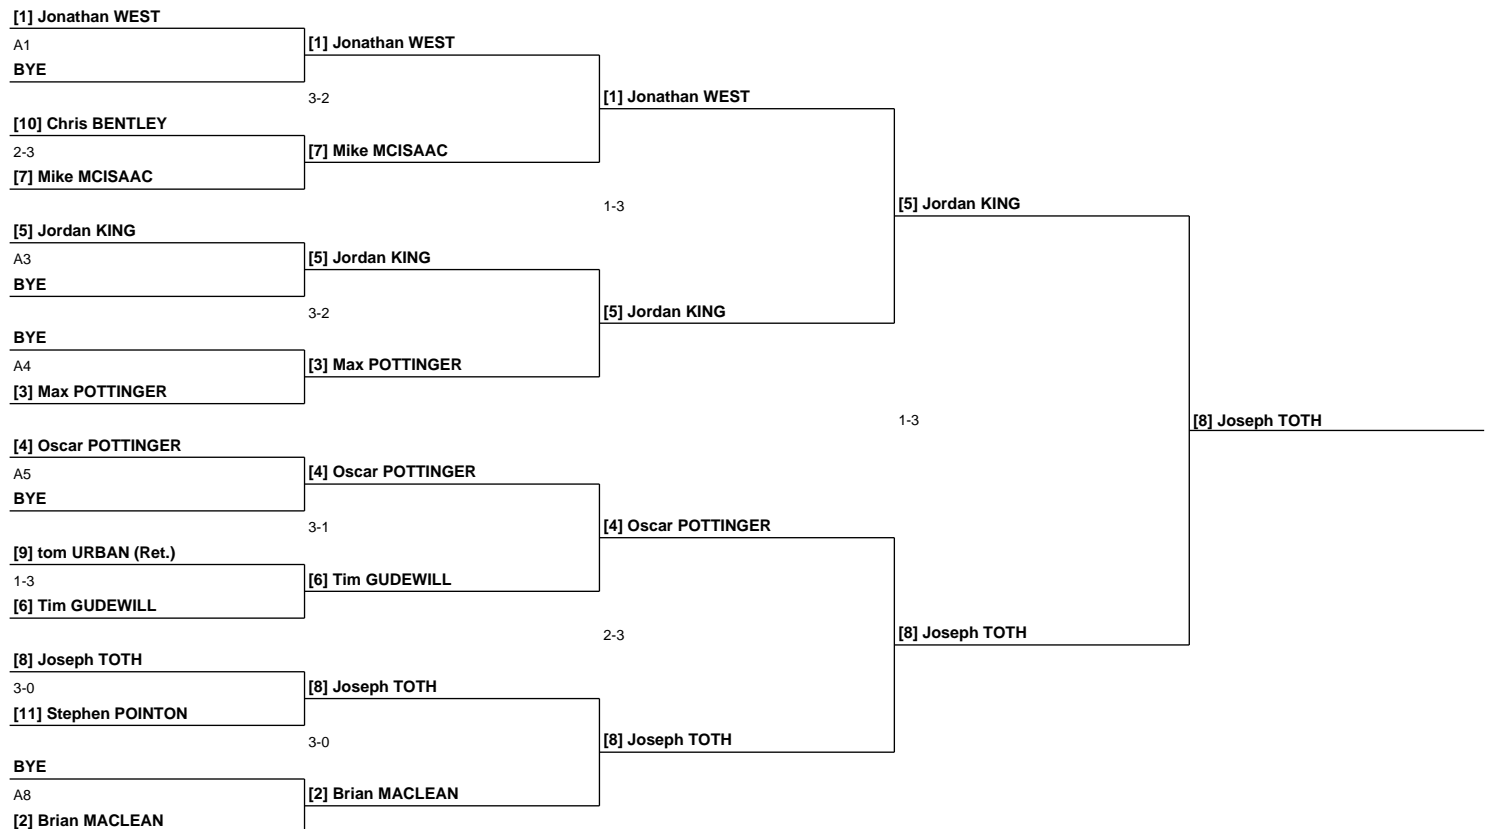 [1] Jonathan WEST
A1
BYE
[10] Chris BENTLEY
2-3
[7] Mike MCISAAC
[5] Jordan KING
A3
BYE
BYE
A4
[3] Max POTTINGER
[4] Oscar POTTINGER
A5
BYE
[9] tom URBAN (Ret.)
1-3
[6] Tim GUDEWILL
[8] Joseph TOTH
3-0
[11] Stephen POINTON
BYE
A8
[2] Brian MACLEAN
[1] Jonathan WEST
3-2
[7] Mike MCISAAC
[5] Jordan KING
3-2
[3] Max POTTINGER
[4] Oscar POTTINGER
3-1
[6] Tim GUDEWILL
[8] Joseph TOTH
3-0
[2] Brian MACLEAN
[1] Jonathan WEST
1-3
[5] Jordan KING
[4] Oscar POTTINGER
2-3
[8] Joseph TOTH
[5] Jordan KING
1-3
[8] Joseph TOTH
[8] Joseph TOTH